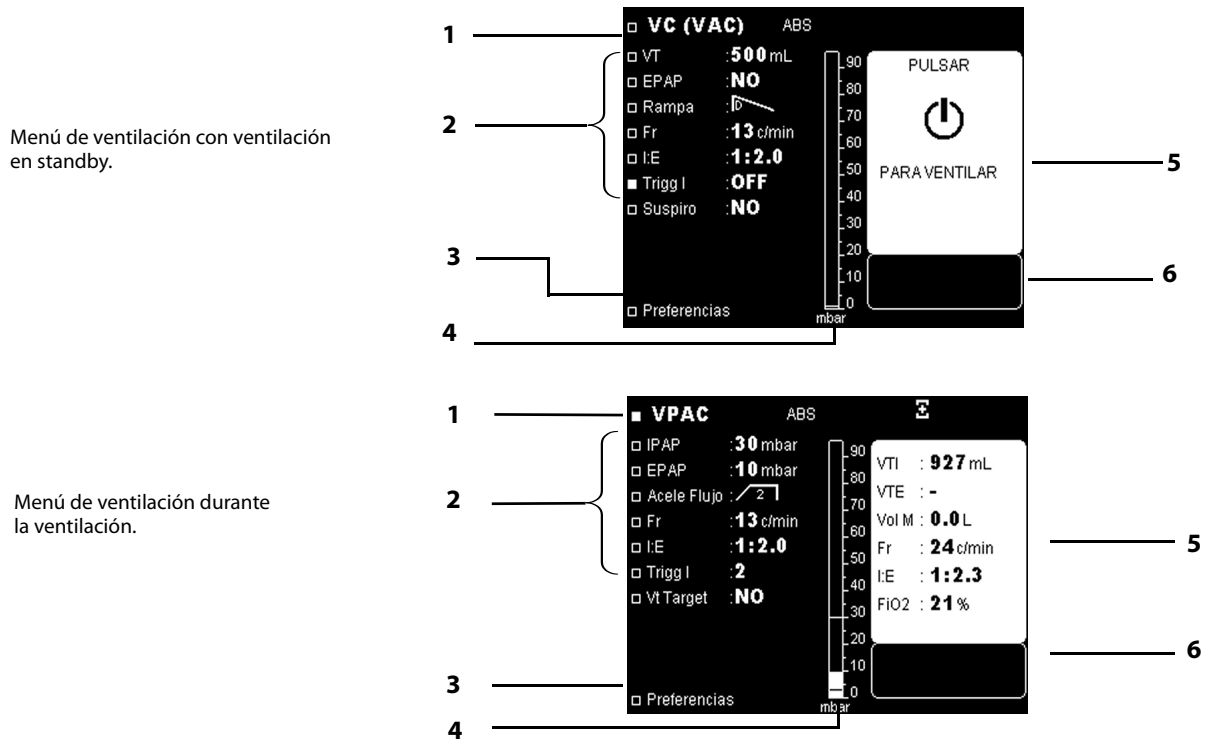 Menú de ventilación con ventilación
en standby.
1
2
3
4
5
6
VC (VAC) ABS
VT :500 mL
EPAP :NO
Rampa : D
Fr :13 c/min
I:E :1:2.0
Trigg I :OFF
Suspiro :NO
Preferencias
90
80
70
60
50
40
30
20
10
0
mbar
PULSAR
PARA VENTILAR
Menú de ventilación durante
la ventilación.
1
2
3
4
5
6
VPAC ABS
IPAP :30 mbar
EPAP :10 mbar
Acele Flujo : 2
Fr :13 c/min
I:E :1:2.0
Trigg I :2
Vt Target :NO
Preferencias
90
80
70
60
50
40
30
20
10
0
mbar
VTI : 927 mL
VTE : -
Vol M : 0.0 L
Fr : 24 c/min
I:E : 1:2.3
FiO2 : 21 %